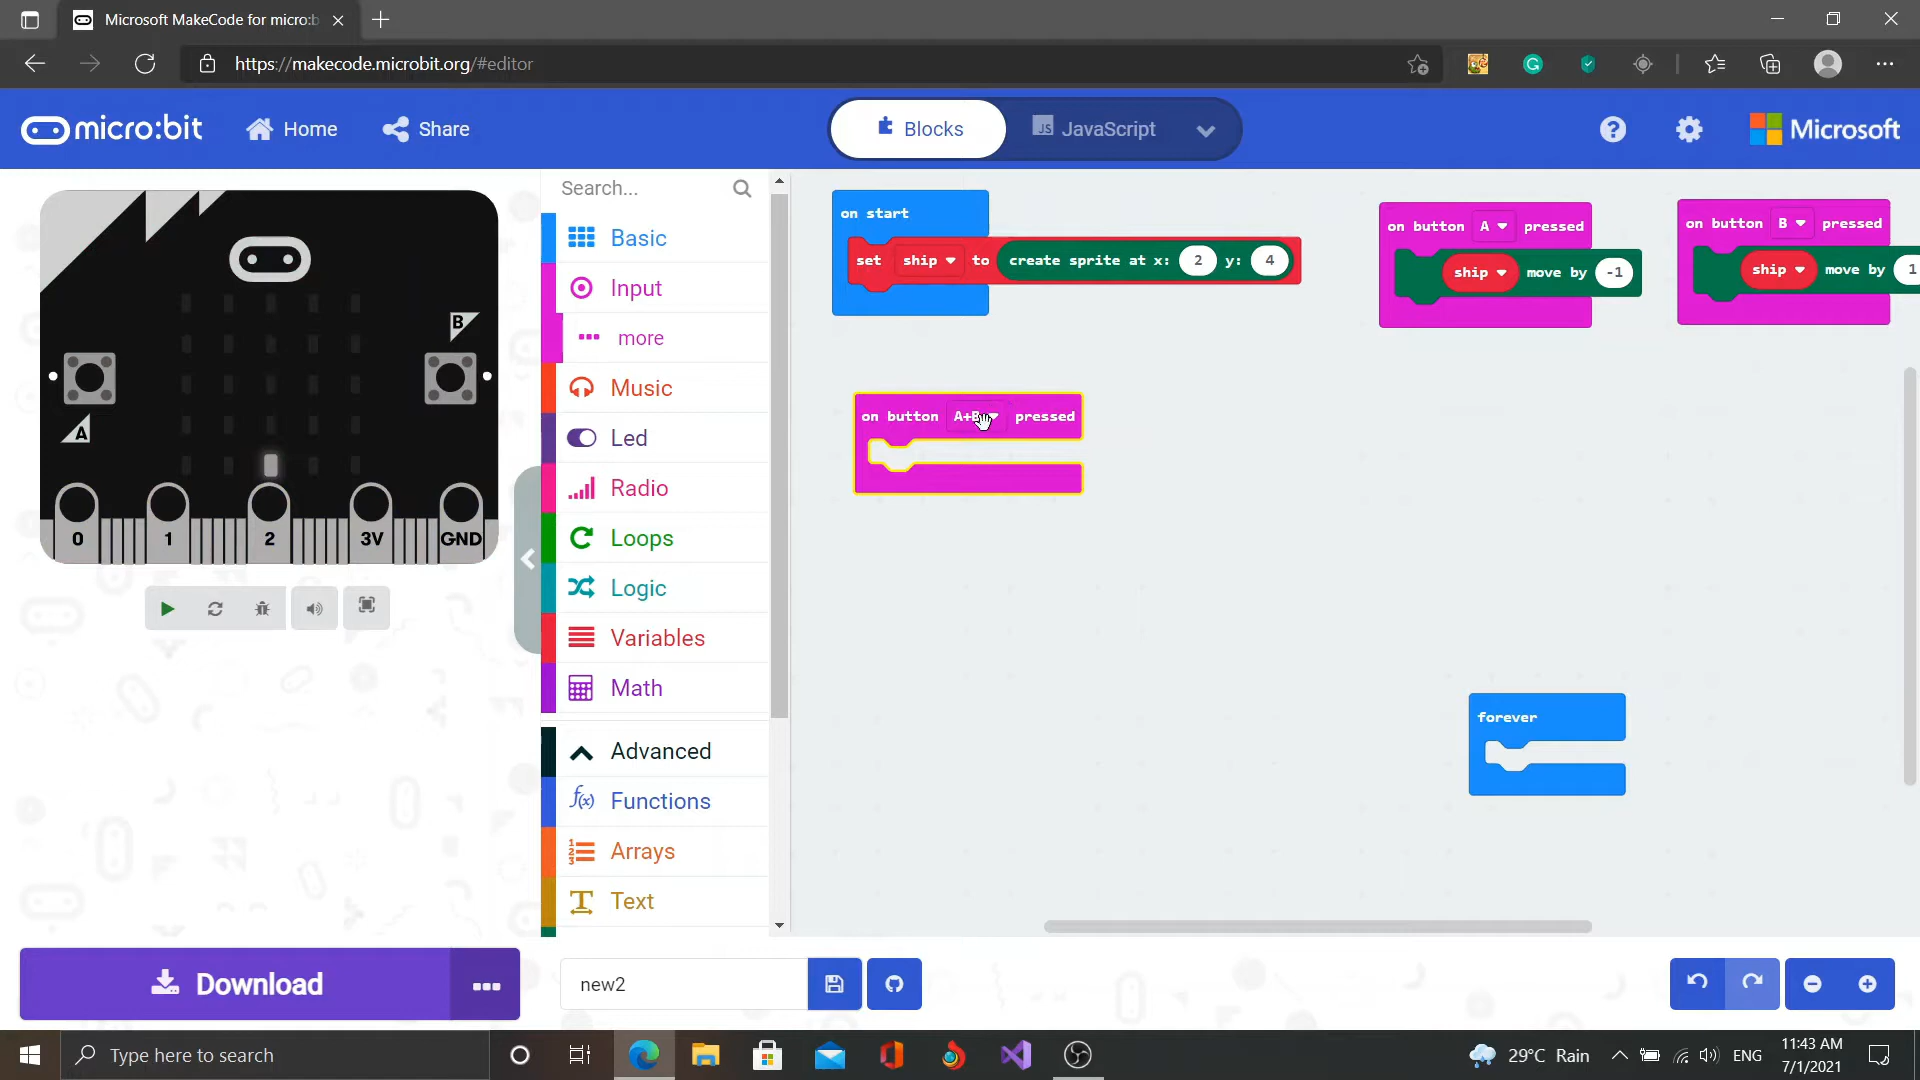 Microsoft MakeCode for micro:b
https://makecode.microbit.org/#editor
micro:bit
Home
Share
Blocks
JS JavaScript
Microsoft
Search...
Basic
Input
more
Music
Led
Radio
Loops
Logic
Variables
Math
Advanced
Functions
Arrays
Text
B
A
0 1 2 3V GND
on start
set ship to create sprite at x: 2 y: 4
on button A pressed
ship move by -1
on button B pressed
ship move by 1
on button A+B pressed
forever
Download
new2
Type here to search
29°C Rain
ENG
11:43 AM
7/1/2021